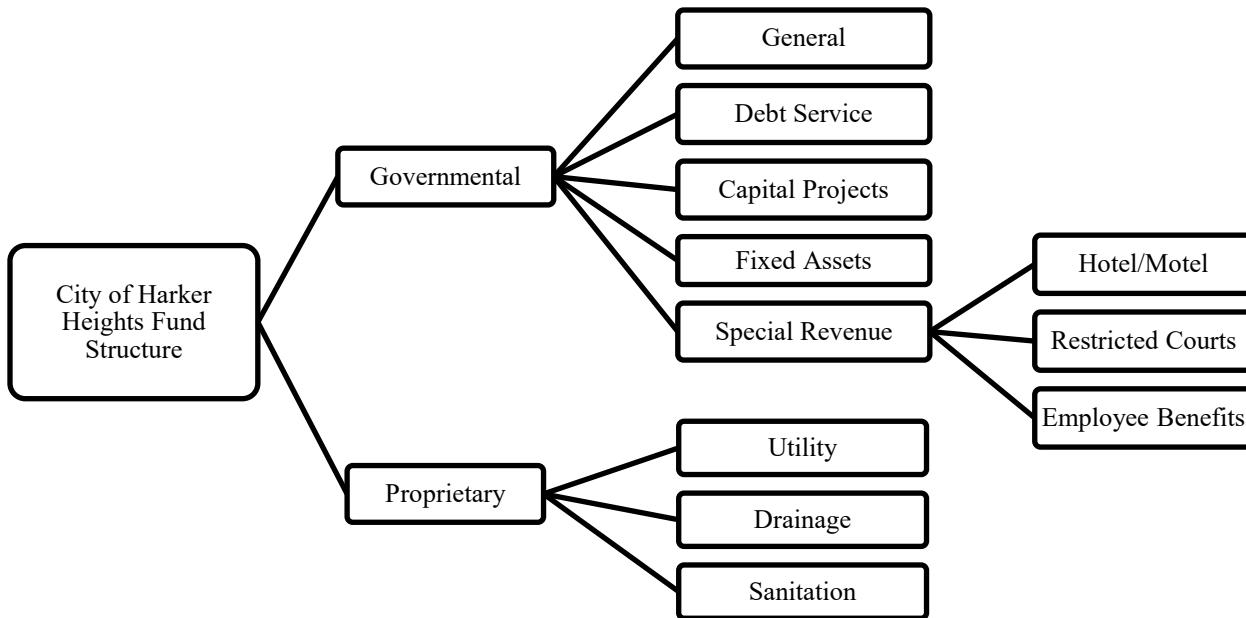 City of Harker
Heights Fund
Structure
Governmental
General
Debt Service
Capital Projects
Fixed Assets
Special Revenue
Hotel/Motel
Restricted Courts
Employee Benefits
Proprietary
Utility
Drainage
Sanitation